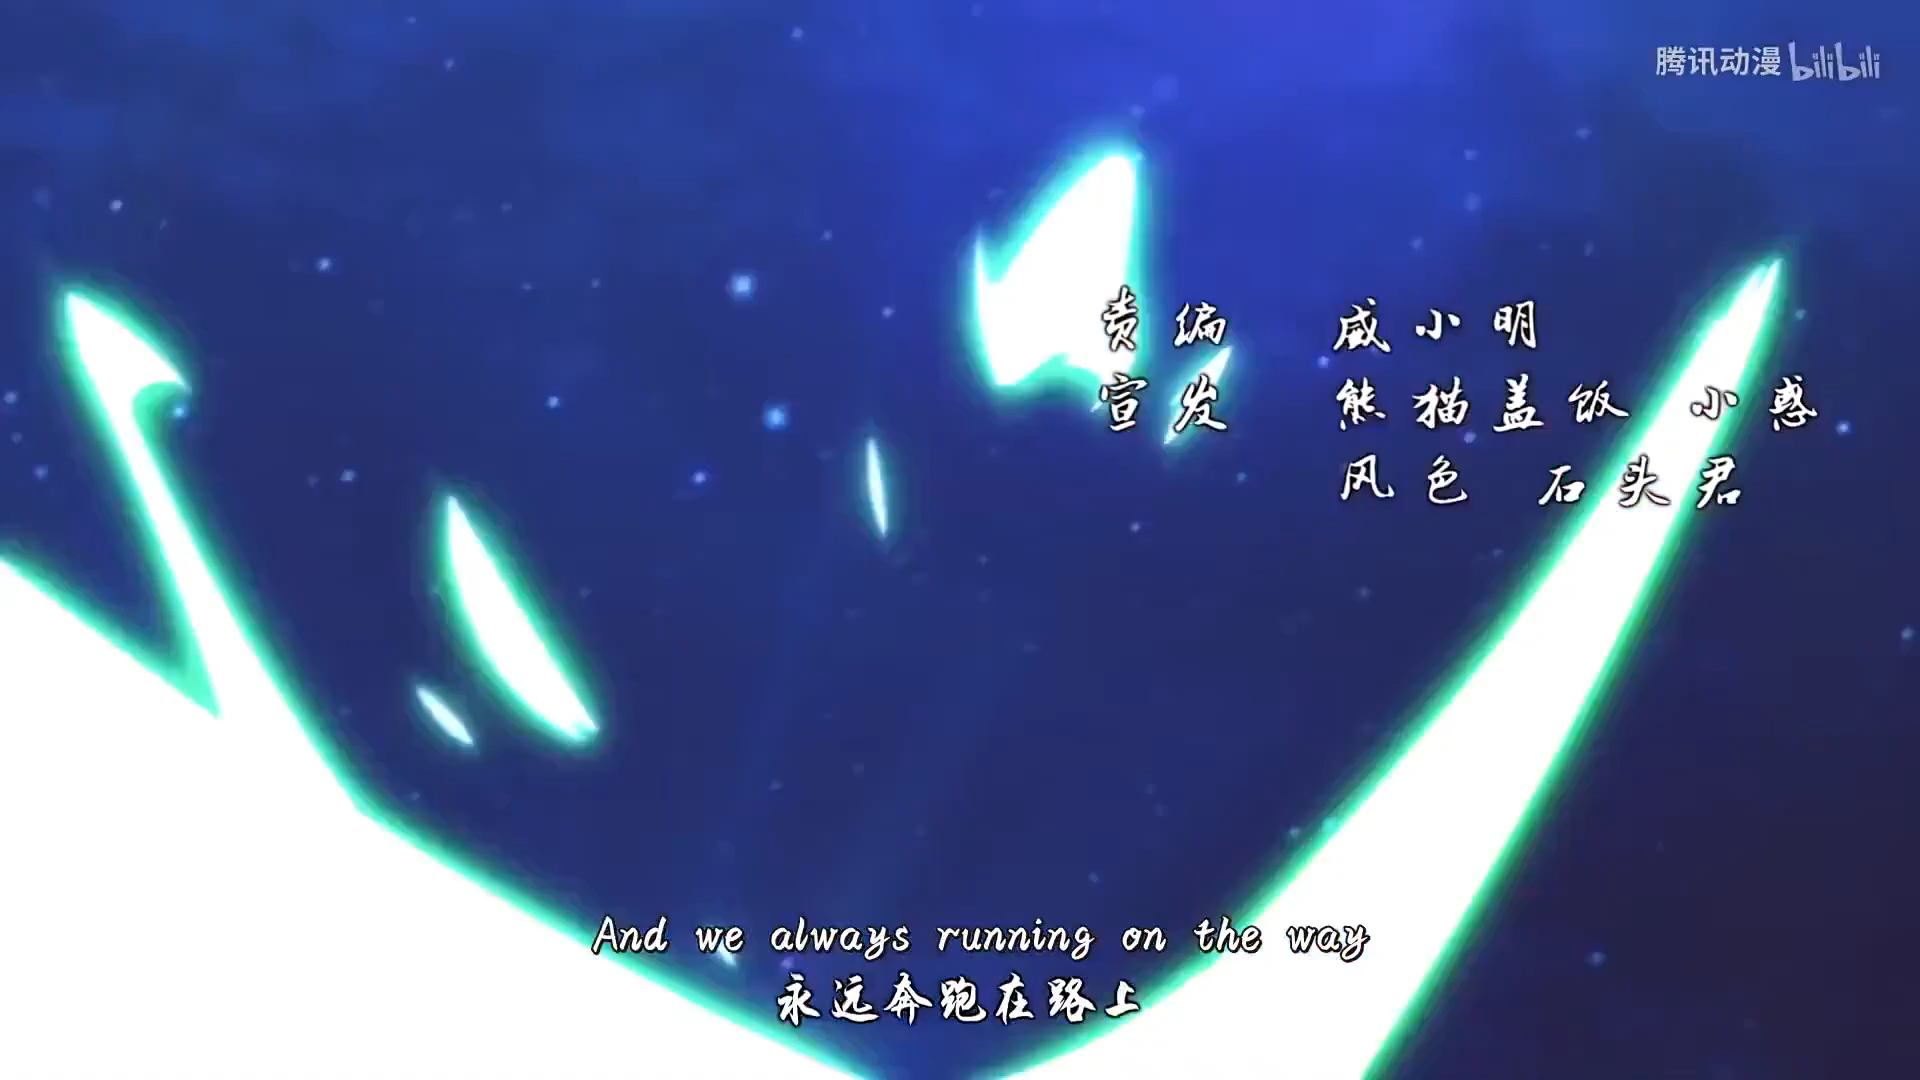 腾讯动漫 bilibili
责编 戚小明
宣发 熊猫盖饭 小惑
风色 石头君
And we always running on the way
永远奔跑在路上